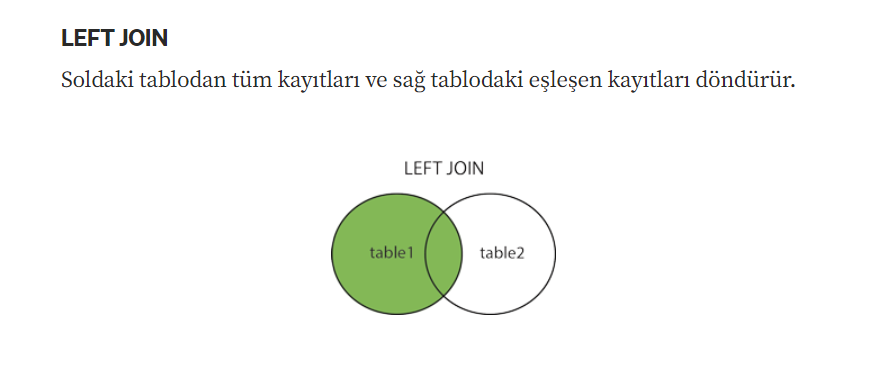 LEFT JOIN
Soldaki tablodan tüm kayıtları ve sağ tablodaki eşleşen kayıtları döndürür.
LEFT JOIN
table1
table2